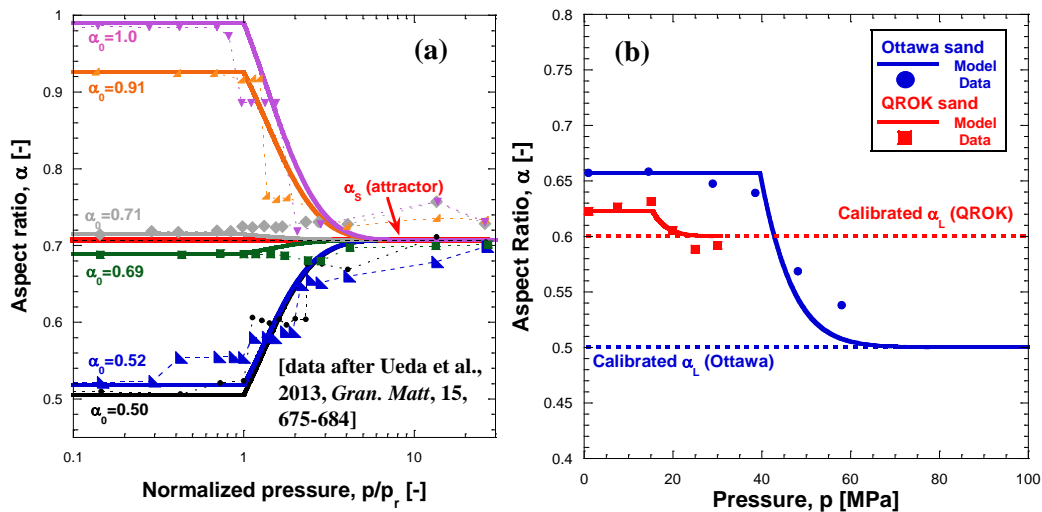 (a)
α₀=1.0
α₀=0.91
αS (attractor)
α₀=0.71
α₀=0.69
α₀=0.52
α₀=0.50
[data after Ueda et al.,
2013, Gran. Matt, 15,
675-684]
Aspect ratio, α [-]
1
0.9
0.8
0.7
0.6
0.5
0.1
1
10
Normalized pressure, p/pr [-]
(b)
Ottawa sand
Model
Data
QROK sand
Model
Data
Calibrated αL (QROK)
Calibrated αL (Ottawa)
Aspect Ratio, α [-]
0.8
0.75
0.7
0.65
0.6
0.55
0.5
0.45
0.4
0
20
40
60
80
100
Pressure, p [MPa]